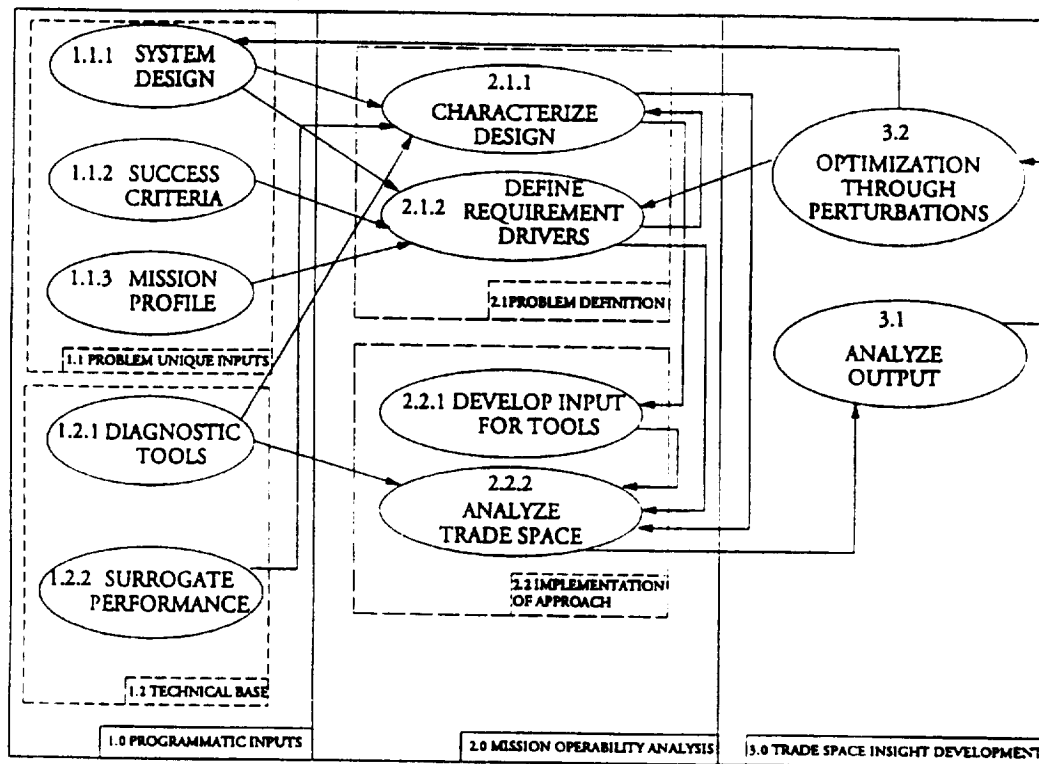 1.1.1 SYSTEM
DESIGN
1.1.2 SUCCESS
CRITERIA
1.1.3 MISSION
PROFILE
1.1 PROBLEM UNIQUE INPUTS
1.2.1 DIAGNOSTIC
TOOLS
1.2.2 SURROGATE
PERFORMANCE
1.2 TECHNICAL BASE
1.0 PROGRAMMATIC INPUTS
2.1.1
CHARACTERIZE
DESIGN
DEFINE
2.1.2 REQUIREMENT
DRIVERS
2.1 PROBLEM DEFINITION
2.2.1 DEVELOP INPUT
FOR TOOLS
2.2.2
ANALYZE
TRADE SPACE
2.2 IMPLEMENTATION
OF APPROACH
2.0 MISSION OPERABILITY ANALYSIS
3.2
OPTIMIZATION
THROUGH
PERTURBATIONS
3.1
ANALYZE
OUTPUT
3.0 TRADE SPACE INSIGHT DEVELOPMENT